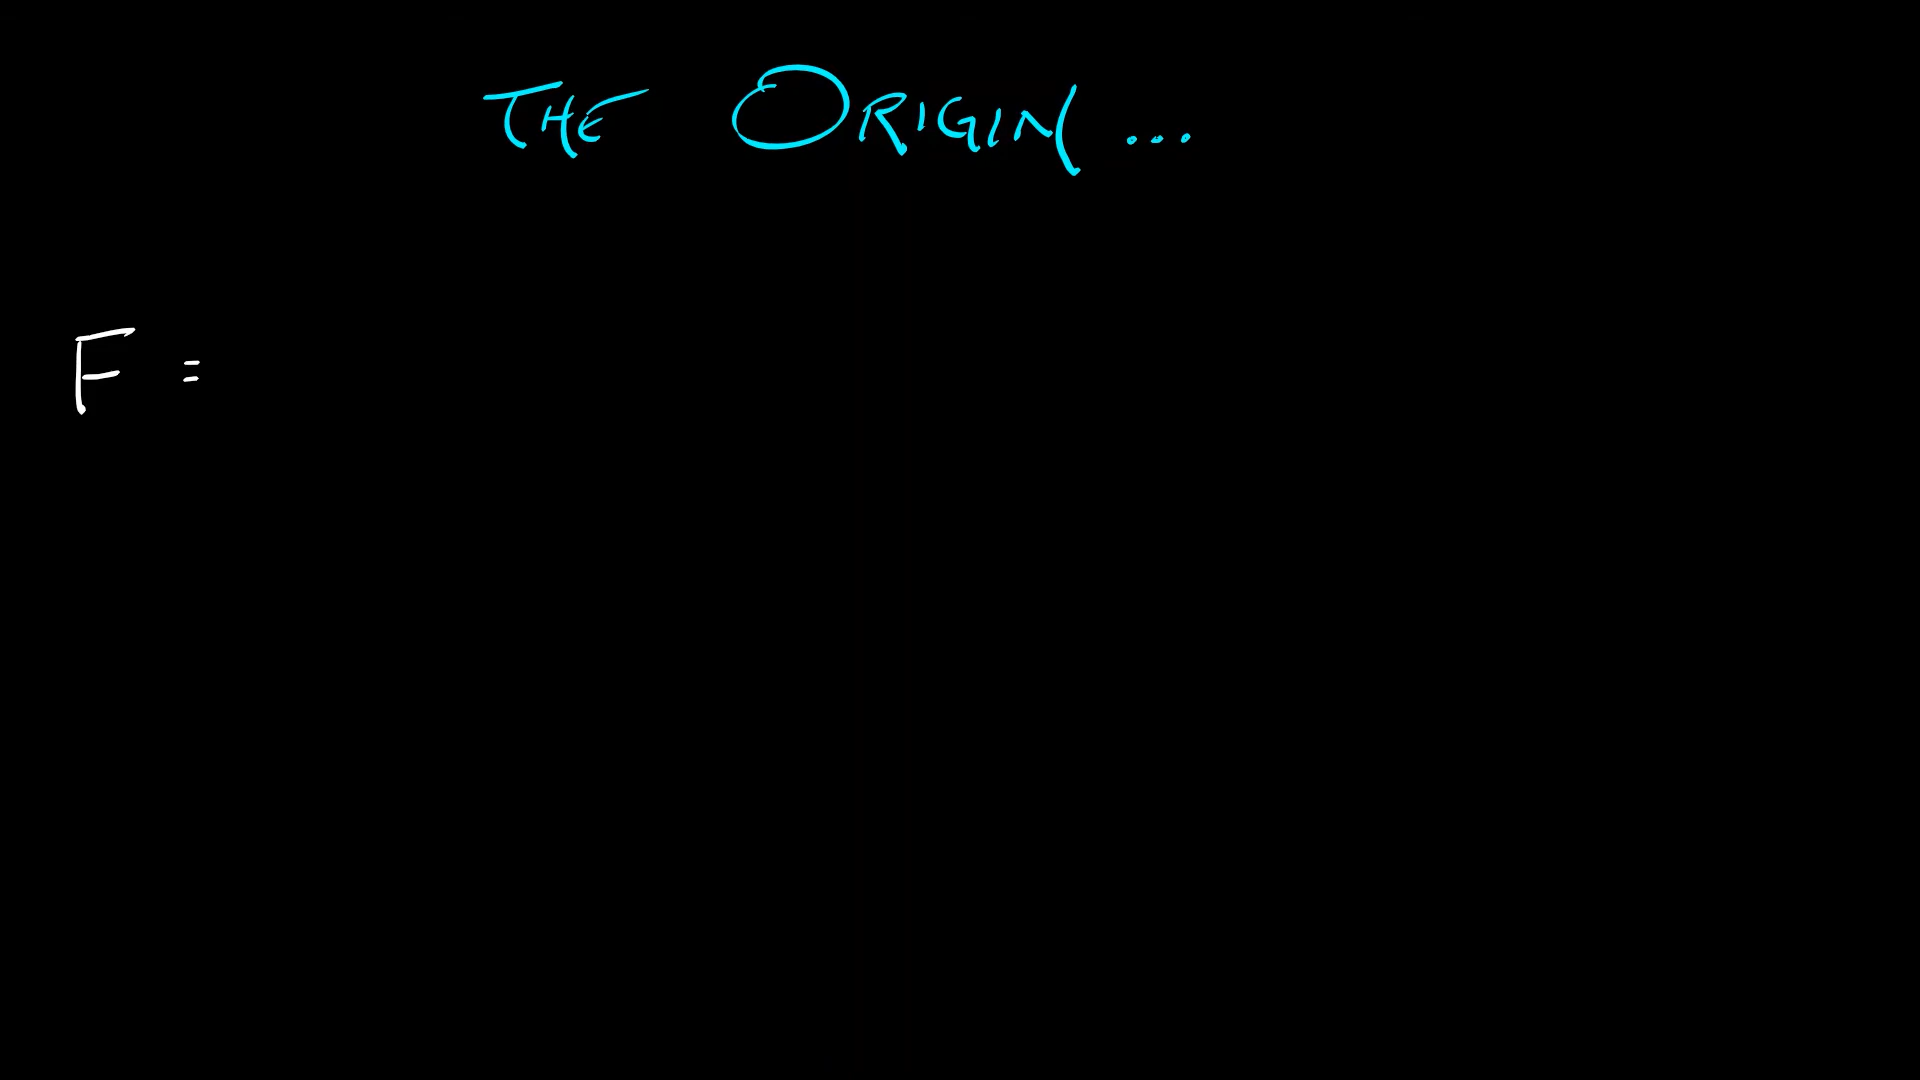 THE ORIGIN...
F =